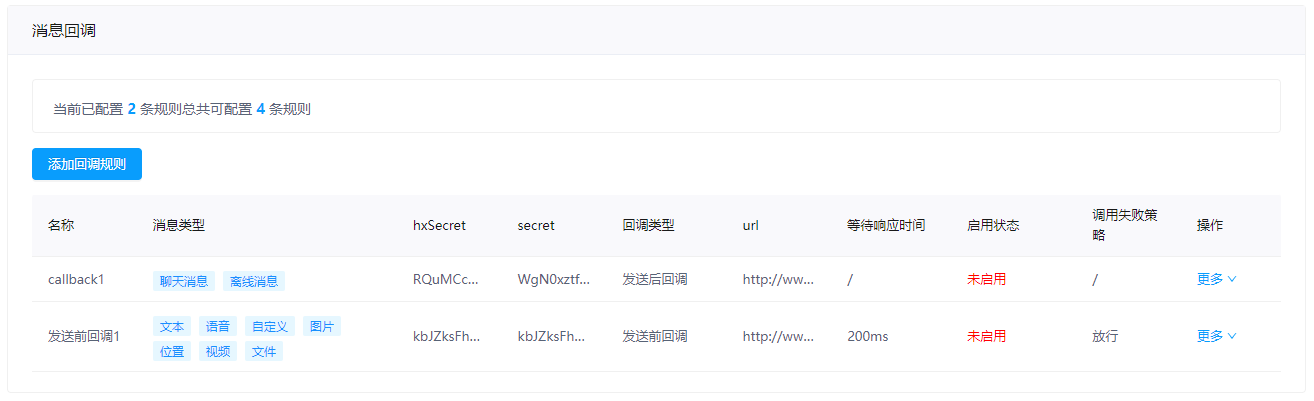 消息回调
当前已配置 2 条规则总共可配置 4 条规则
添加回调规则
名称 消息类型 hxSecret secret 回调类型 url 等待响应时间 启用状态 调用失败策略 操作
callback1 聊天消息 离线消息 RQuMCc... WgN0xztf... 发送后回调 http://ww... / 未启用 / 更多
发送前回调1 文本 语音 自定义 图片 kbJZksFh... kbJZksFh... 发送前回调 http://ww... 200ms 未启用 放行 更多
位置 视频 文件